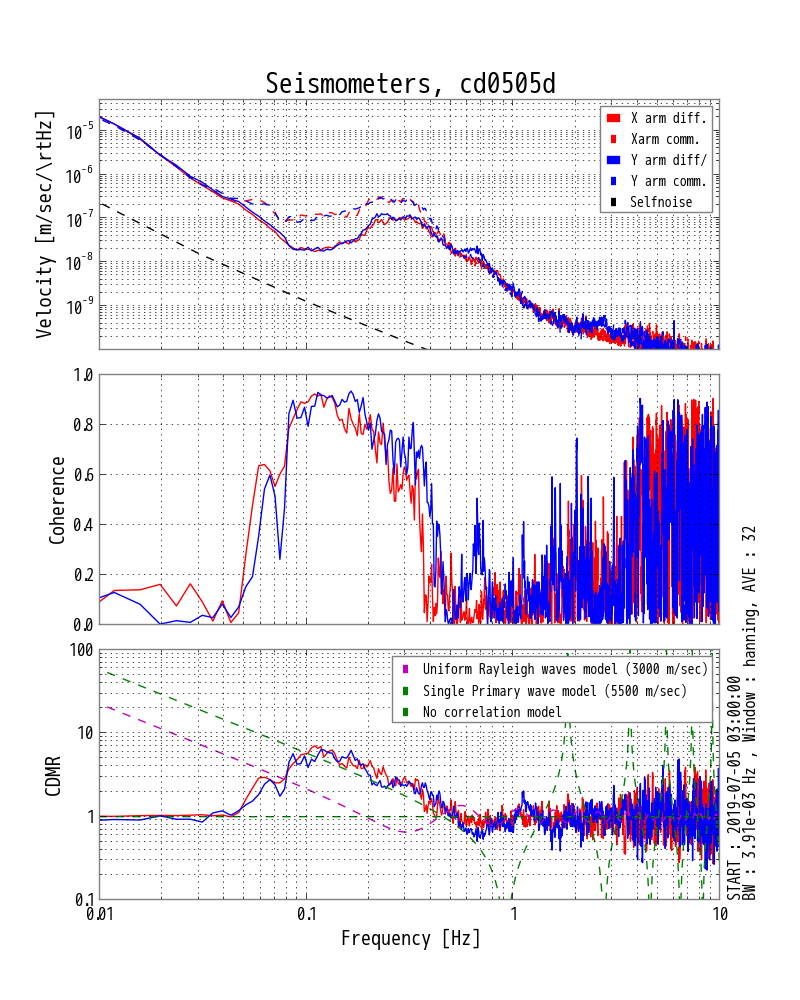 Seismometers, cd0505d
Velocity [m/sec/\rtHz]
10^-5
10^-6
10^-7
10^-8
10^-9
X arm diff.
Xarm comm.
Y arm diff/
Y arm comm.
Selfnoise
Coherence
1.0
0.8
0.6
0.4
0.2
0.0
CDMR
100
10
1
0.1
Uniform Rayleigh waves model (3000 m/sec)
Single Primary wave model (5500 m/sec)
No correlation model
0.01
0.1
1
10
Frequency [Hz]
START : 2019-07-05 03:00:00
BW : 3.91e-03 Hz , Window : hanning, AVE : 32